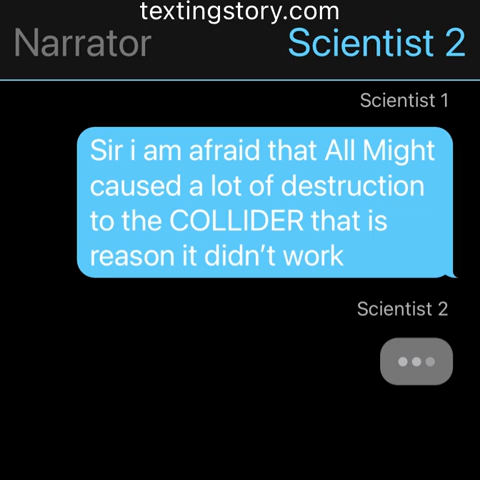 textingstory.com
Narrator
Scientist 2
Scientist 1
Sir i am afraid that All Might
caused a lot of destruction
to the COLLIDER that is
reason it didn’t work
Scientist 2